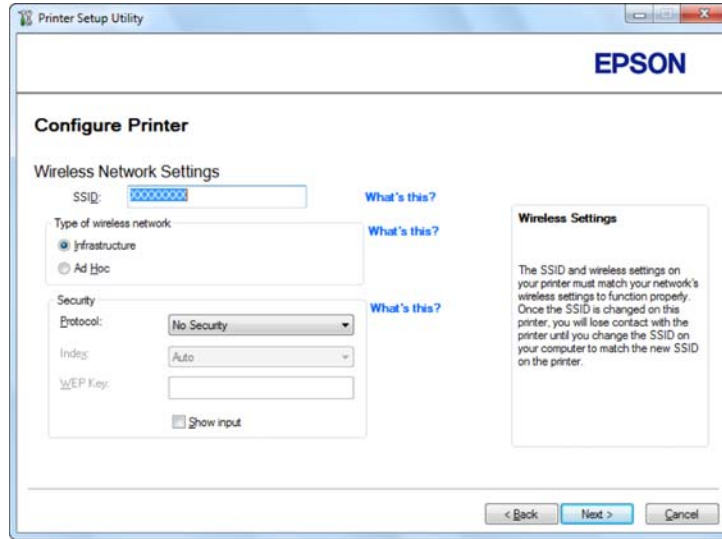 Printer Setup Utility
EPSON
Configure Printer
Wireless Network Settings
SSID: XXXXXXXXX What's this?
Type of wireless network What's this?
Infrastructure
Ad Hoc
Security What's this?
Protocol: No Security
Index: Auto
WEP Key:
Show input
Wireless Settings
The SSID and wireless settings on
your printer must match your network's
wireless settings to function properly.
Once the SSID is changed on this
printer, you will lose contact with the
printer until you change the SSID on
your computer to match the new SSID
on the printer.
< Back Next > Cancel